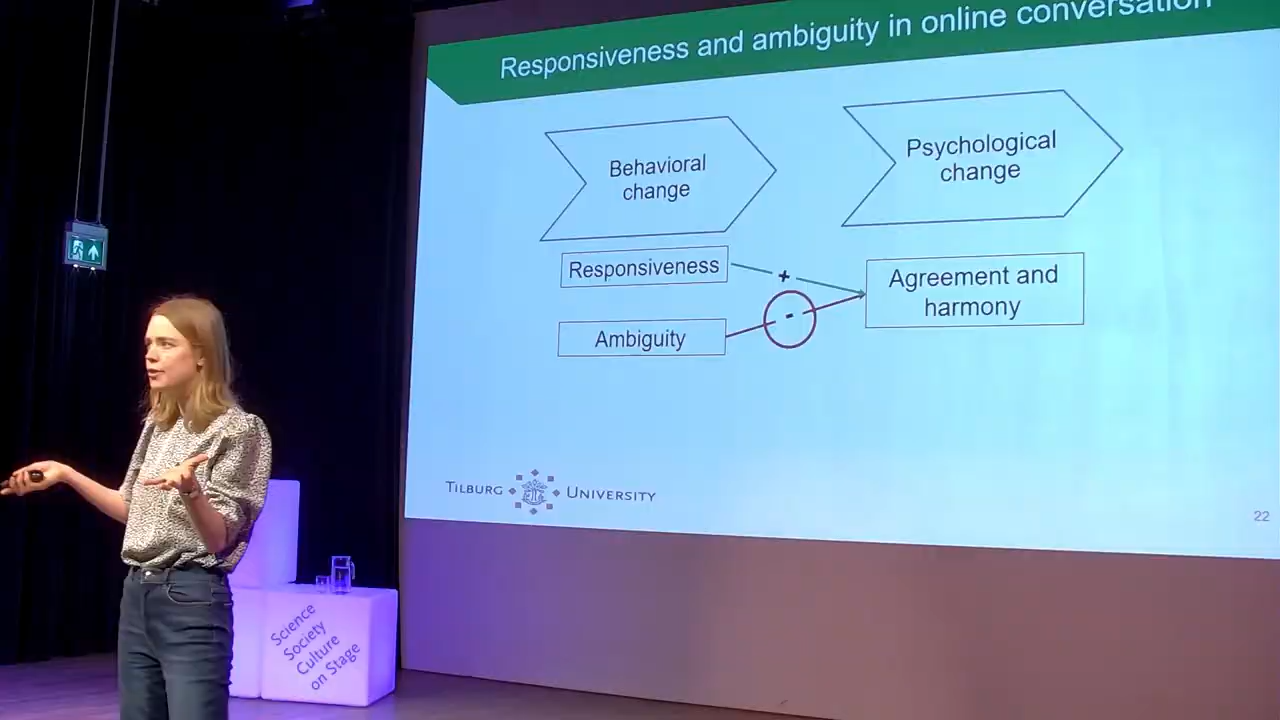 Responsiveness and ambiguity in online conversation
Behavioral
change
Psychological
change
Responsiveness
+
Agreement and
harmony
-
Ambiguity
TILBURG UNIVERSITY
22
Science
Society
Culture
on Stage